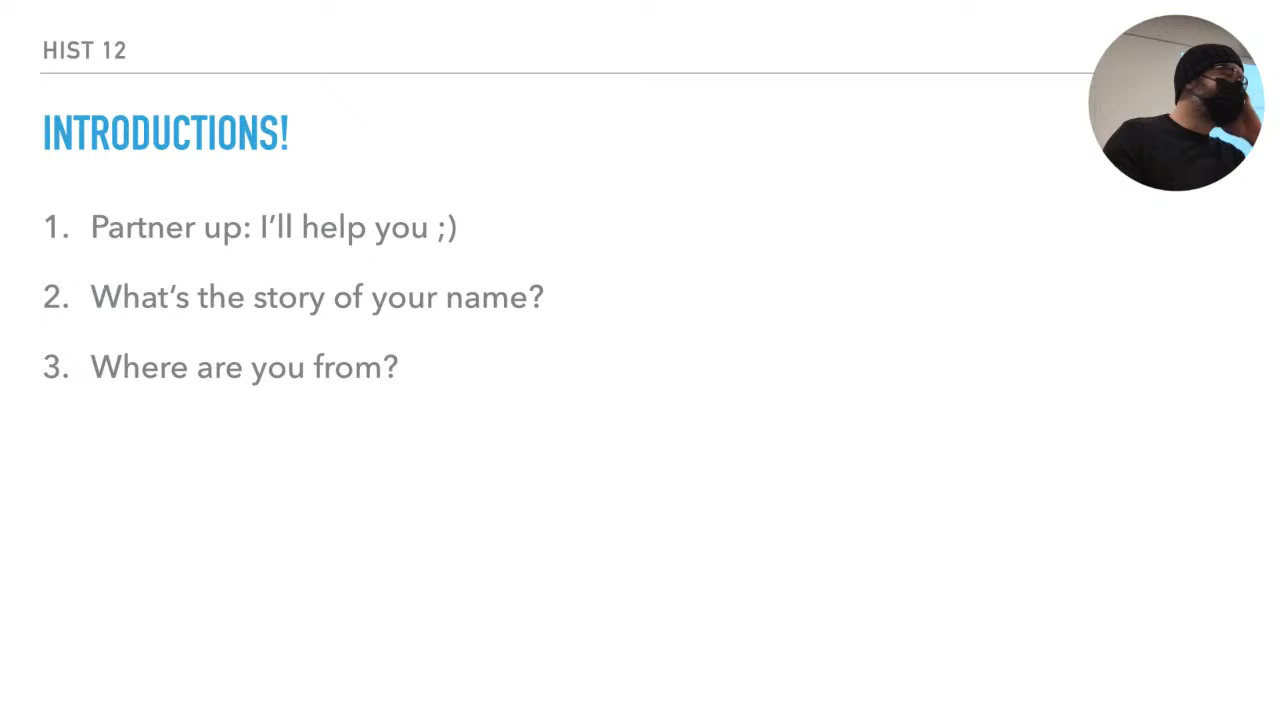 HIST 12
INTRODUCTIONS!
1. Partner up: I’ll help you ;)
2. What’s the story of your name?
3. Where are you from?